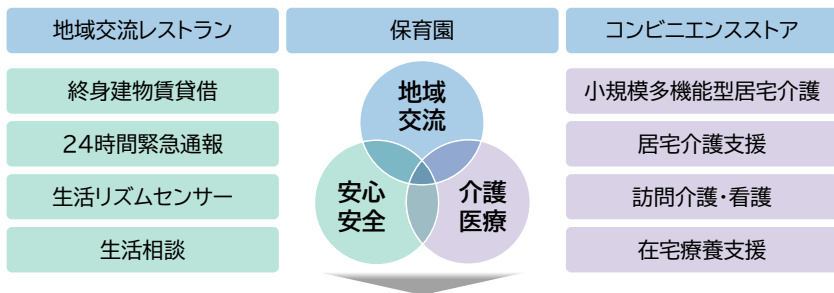 地域交流レストラン
保育園
コンビニエンスストア
終身建物賃貸借
24時間緊急通報
生活リズムセンサー
生活相談
地域
交流
安心
安全
介護
医療
小規模多機能型居宅介護
居宅介護支援
訪問介護・看護
在宅療養支援